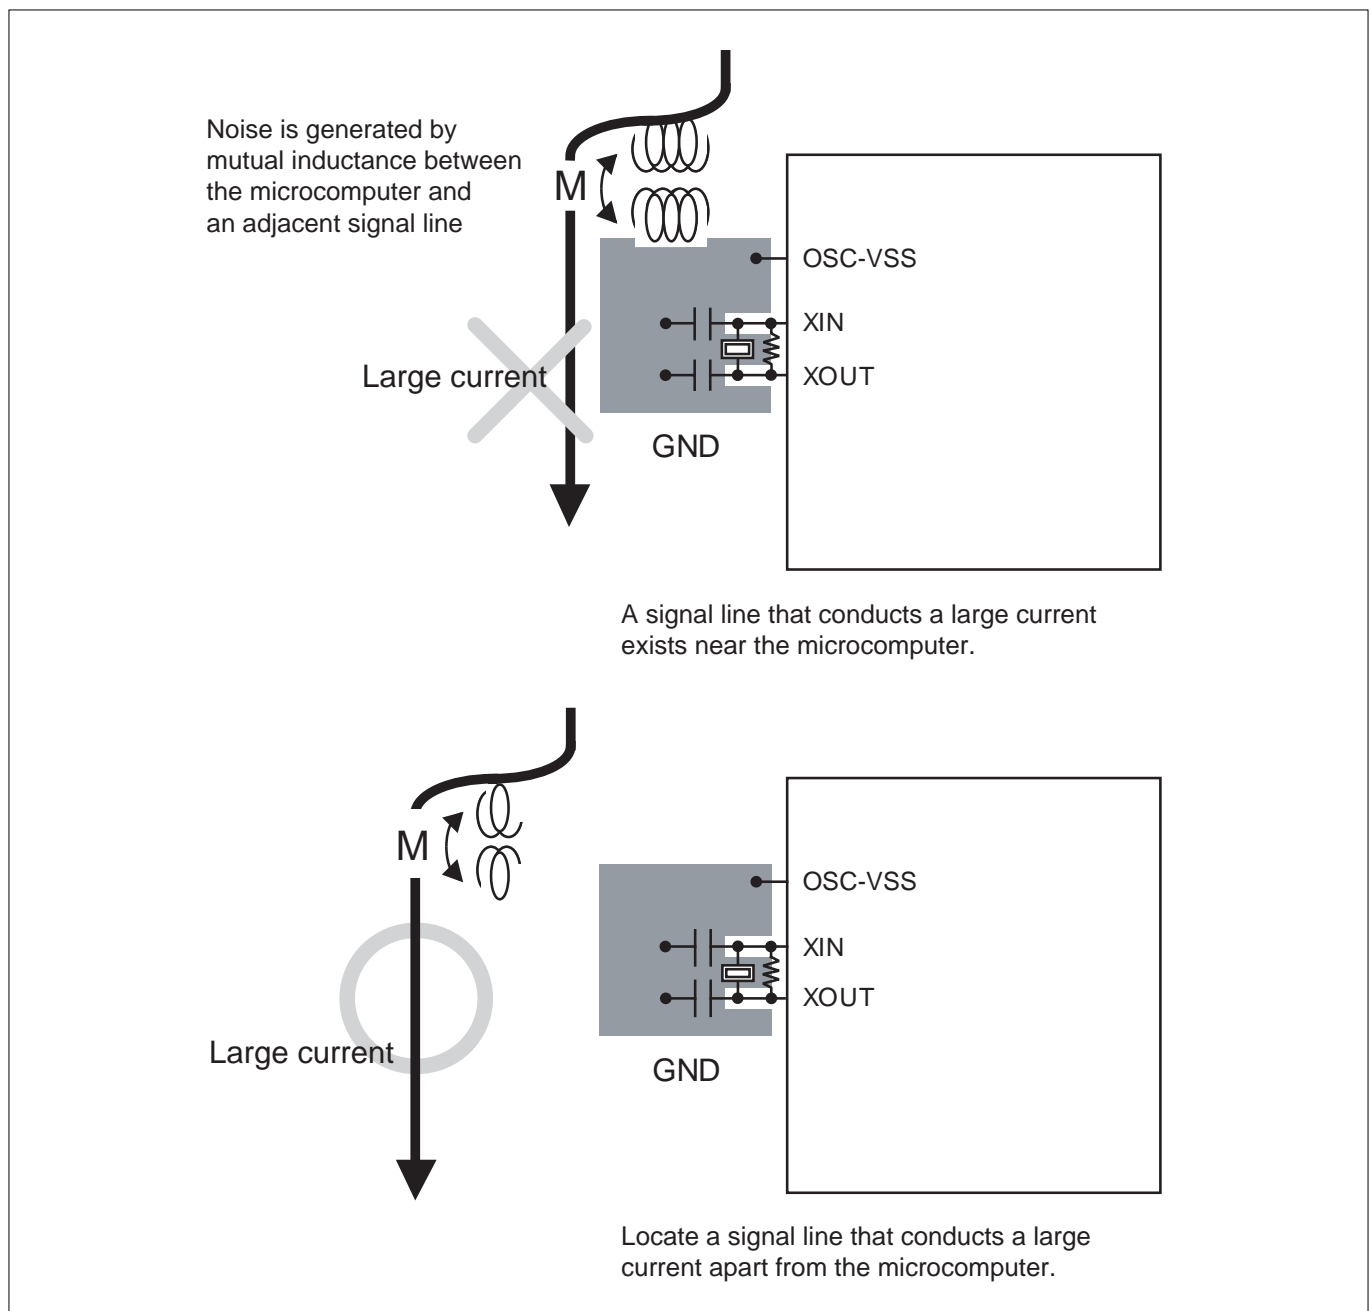 Noise is generated by
mutual inductance between
the microcomputer and
an adjacent signal line
M
OSC-VSS
XIN
XOUT
Large current
GND
A signal line that conducts a large current
exists near the microcomputer.
M
OSC-VSS
XIN
XOUT
Large current
GND
Locate a signal line that conducts a large
current apart from the microcomputer.